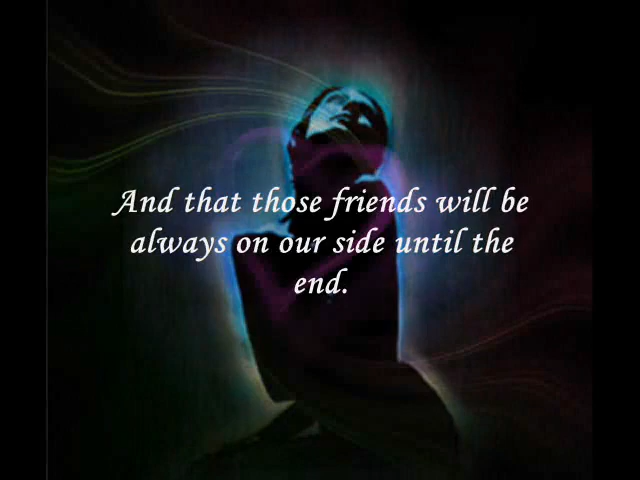 And that those friends will be
always on our side until the
end.